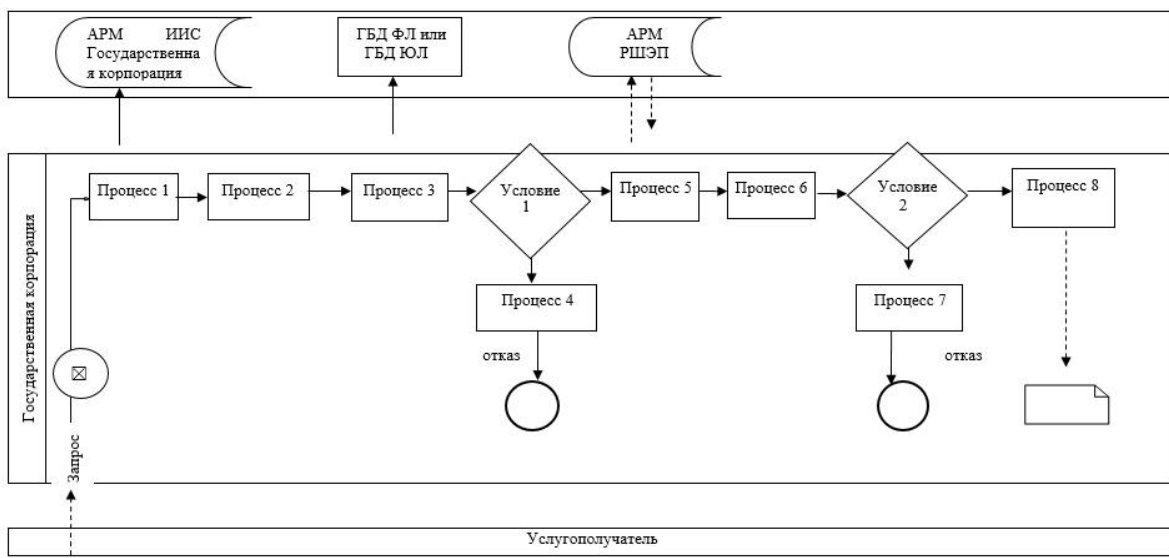 АРМ ИИС
Государственна
я корпорация
ГБД ФЛ или
ГБД ЮЛ
АРМ
РШЭП
Государственная корпорация
Процесс 1
Процесс 2
Процесс 3
Условие
1
Процесс 5
Процесс 6
Условие
2
Процесс 8
Процесс 4
Процесс 7
отказ
отказ
Запрос
Услугополучатель